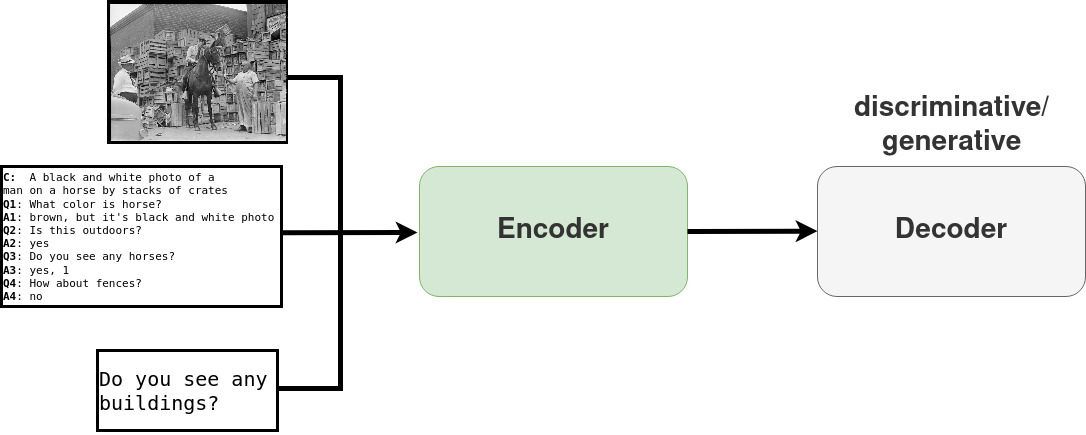 C:  A black and white photo of a
man on a horse by stacks of crates
Q1: What color is horse?
A1: brown, but it's black and white photo
Q2: Is this outdoors?
A2: yes
Q3: Do you see any horses?
A3: yes, 1
Q4: How about fences?
A4: no
Do you see any
buildings?
Encoder
discriminative/
generative
Decoder